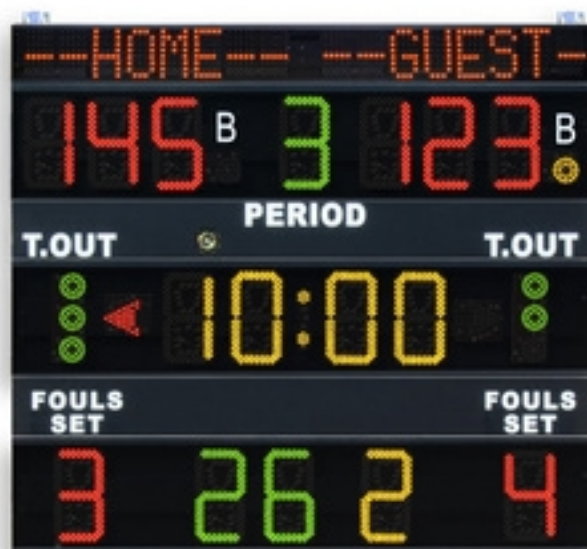 --HOME-- --GUEST-
145 B 3 123 B
PERIOD
T.OUT T.OUT
10:00
FOULS SET FOULS SET
3 26 2 4